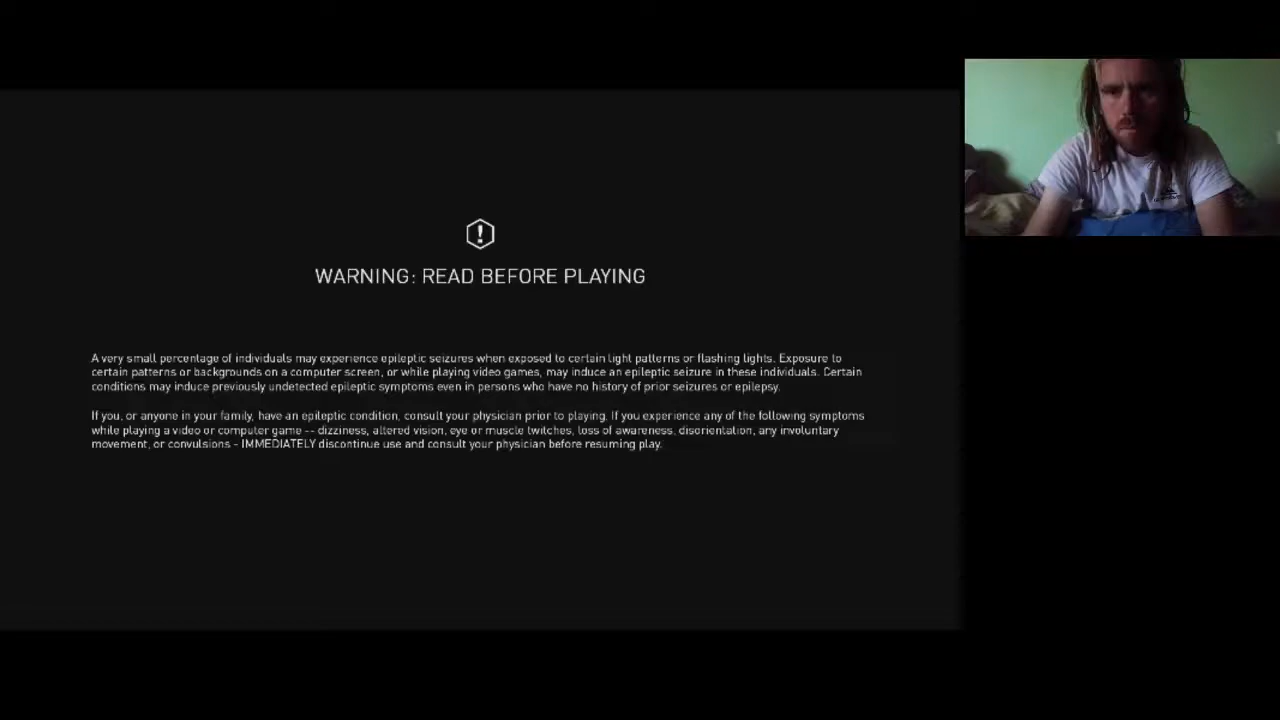 WARNING: READ BEFORE PLAYING
A very small percentage of individuals may experience epileptic seizures when exposed to certain light patterns or flashing lights. Exposure to
certain patterns or backgrounds on a computer screen, or while playing video games, may induce an epileptic seizure in these individuals. Certain
conditions may induce previously undetected epileptic symptoms even in persons who have no history of prior seizures or epilepsy.
If you, or anyone in your family, have an epileptic condition, consult your physician prior to playing. If you experience any of the following symptoms
while playing a video or computer game -- dizziness, altered vision, eye or muscle twitches, loss of awareness, disorientation, any involuntary
movement, or convulsions - IMMEDIATELY discontinue use and consult your physician before resuming play.